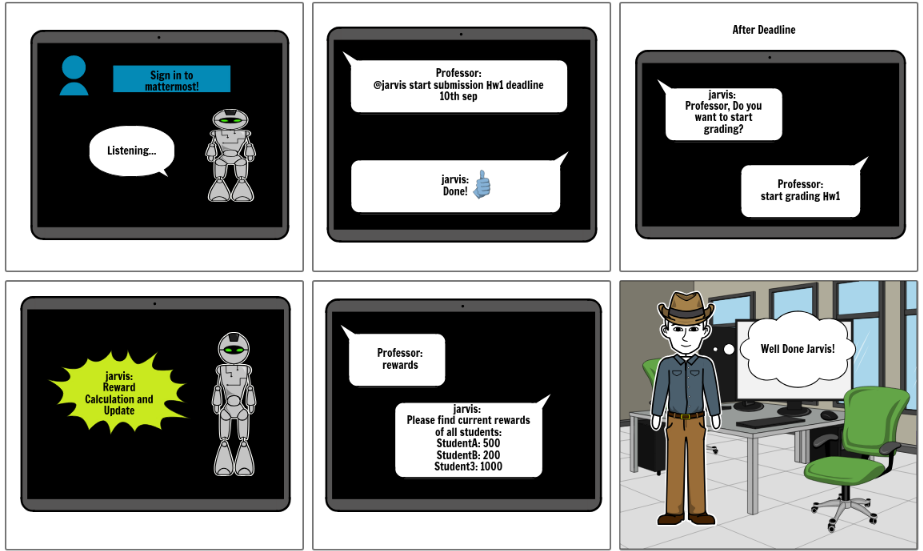 Sign in to
mattermost!
Listening...
Professor:
@jarvis start submission Hw1 deadline
10th sep
jarvis:
Done!
After Deadline
jarvis:
Professor, Do you
want to start
grading?
Professor:
start grading Hw1
jarvis:
Reward
Calculation and
Update
Professor:
rewards
jarvis:
Please find current rewards
of all students:
StudentA: 500
StudentB: 200
Student3: 1000
Well Done Jarvis!